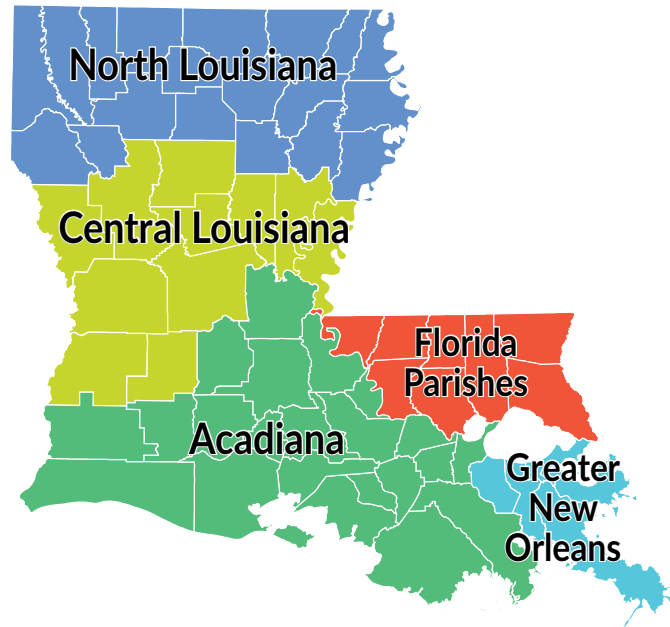 North Louisiana
Central Louisiana
Florida
Parishes
Acadiana
Greater
New
Orleans